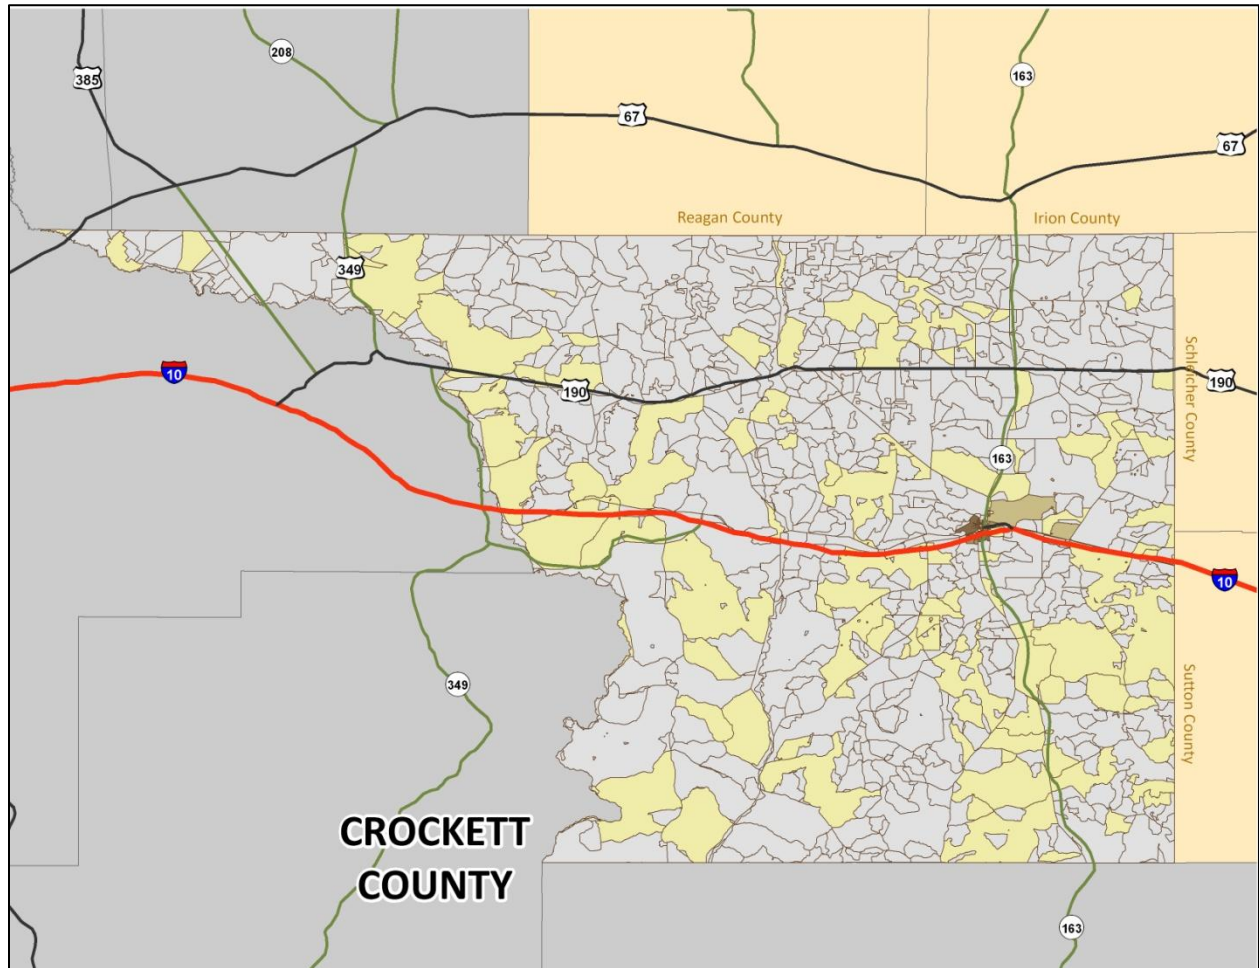 208
163
385
67
67
Reagan County
Irion County
349
Schleicher County
10
190
190
163
10
Sutton County
349
CROCKETT
COUNTY
163